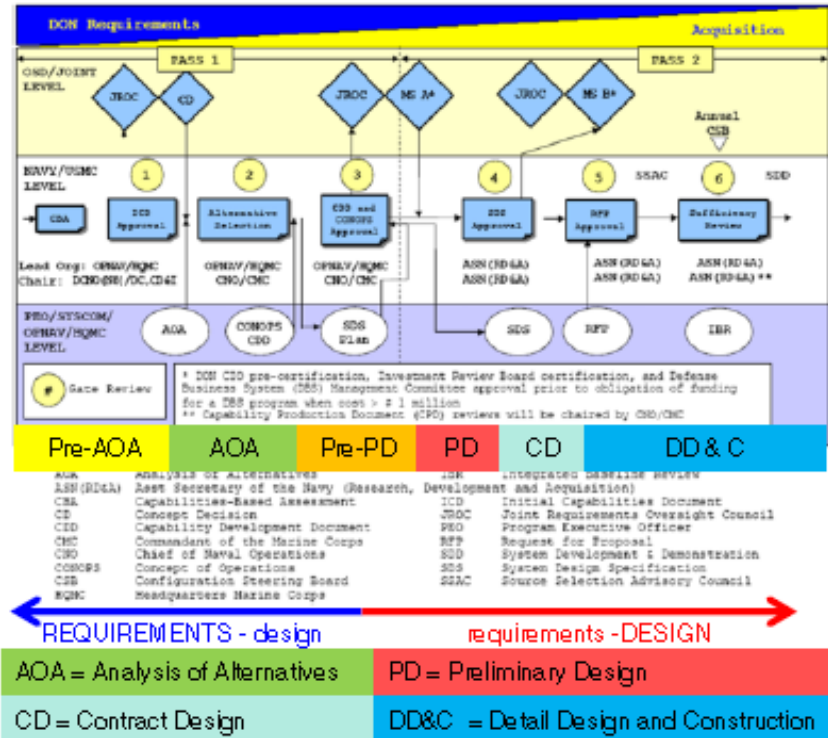 DON Requirements
Acquisition
PASS 1
PASS 2
OSD/JOINT
LEVEL
JROC
CD
JROC
MS A*
JROC
MS B*
Annual
CSB
NAVY/USMC
LEVEL
1
2
3
4
5
SSAC
6
SDD
ICD
Approval
Alternative
Selection
CDD and
CONOPS
Approval
SDS
Approval
RFP
Approval
Sufficiency
Review
Lead Org: OPNAV/HQMC
OPNAV/HQMC
OPNAV/HQMC
ASN(RD&A)
ASN(RD&A)
ASN(RD&A)
Chair:
CNO/CMC
CNO/CMC
ASN(RD&A)
ASN(RD&A)
ASN(RD&A)**
PEO/SYSCOM/
OPNAV/HQMC
LEVEL
AOA
CONOPS
CDD
SDS
Plan
SDS
RFP
IBR
# Gate Review
* DON CIO pre-certification, Investment Review Board certification, and Defense
Business System (DBS) Management Committee approval prior to obligation of funding
for a DBS program when cost > $ 1 million
** Capability Production Document (CPD) reviews will be chaired by CNO/CMC
Pre-AOA
AOA
Pre-PD
PD
CD
DD & C
AOA Analysis of Alternatives
IBR Integrated Baseline Review
ASN(RD&A) Asst Secretary of the Navy (Research, Development and Acquisition)
CBA Capabilities-Based Assessment
ICD Initial Capabilities Document
CD Concept Decision
JROC Joint Requirements Oversight Council
CDD Capability Development Document
PEO Program Executive Officer
CMC Commandant of the Marine Corps
RFP Request for Proposal
CNO Chief of Naval Operations
SDD System Development & Demonstration
CONOPS Concept of Operations
SDS System Design Specification
CSB Configuration Steering Board
SSAC Source Selection Advisory Council
HQMC Headquarters Marine Corps
REQUIREMENTS - design
requirements -DESIGN
AOA = Analysis of Alternatives
PD = Preliminary Design
CD = Contract Design
DD&C = Detail Design and Construction